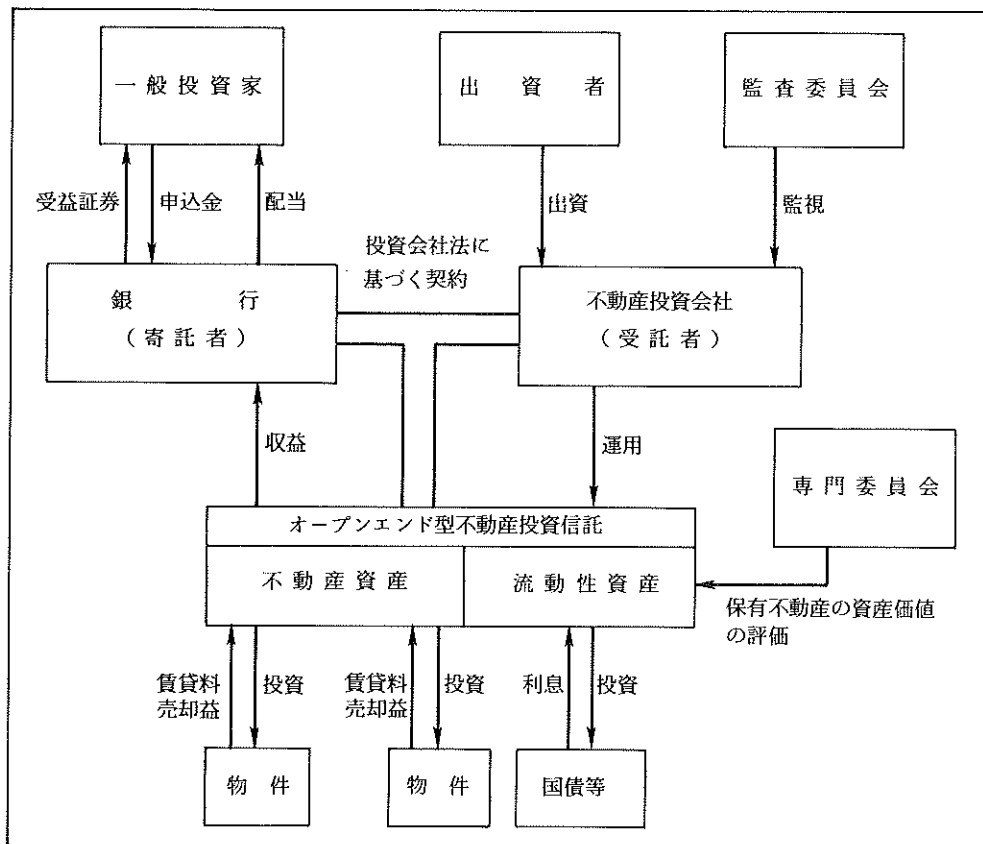 一般投資家
出資者
監査委員会
受益証券
申込金
配当
出資
監視
投資会社法に
基づく契約
銀行
(寄託者)
不動産投資会社
(受託者)
収益
運用
専門委員会
オープンエンド型不動産投資信託
不動産資産
流動性資産
保有不動産の資産価値
の評価
賃貸料
売却益
投資
賃貸料
売却益
投資
利息
投資
物件
物件
国債等